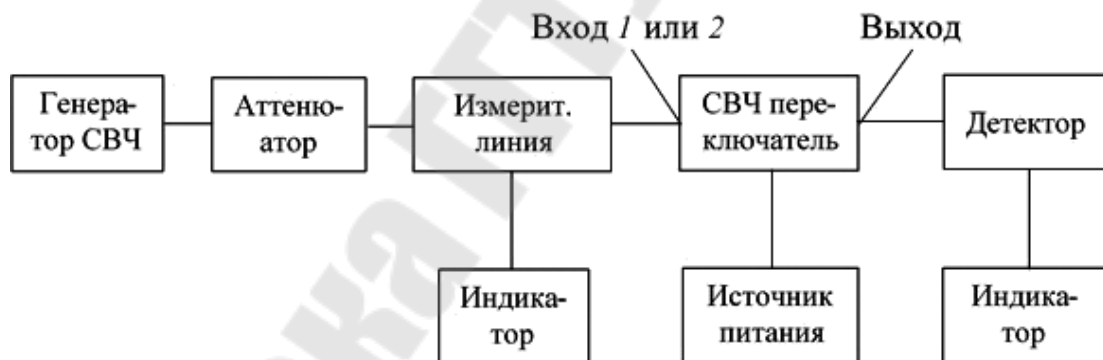 Вход 1 или 2
Выход
Генера-
тор СВЧ
Аттеню-
атор
Измерит.
линия
СВЧ пере-
ключатель
Детектор
Индика-
тор
Источник
питания
Индика-
тор